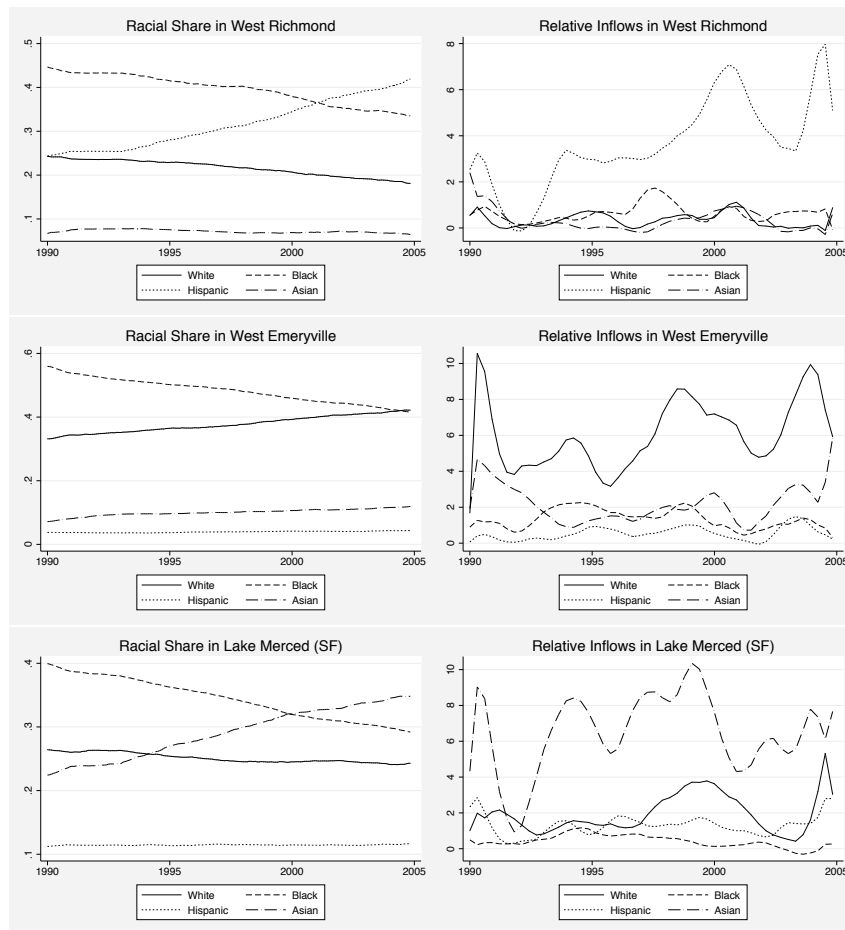 Racial Share in West Richmond
.5
.4
.3
.2
.1
1990 1995 2000 2005
White Black
Hispanic Asian
Relative Inflows in West Richmond
8
6
4
2
0
1990 1995 2000 2005
White Black
Hispanic Asian
Racial Share in West Emeryville
.6
.4
.2
0
1990 1995 2000 2005
White Black
Hispanic Asian
Relative Inflows in West Emeryville
10
8
6
4
2
0
1990 1995 2000 2005
White Black
Hispanic Asian
Racial Share in Lake Merced (SF)
.4
.3
.2
.1
1990 1995 2000 2005
White Black
Hispanic Asian
Relative Inflows in Lake Merced (SF)
10
8
6
4
2
0
1990 1995 2000 2005
White Black
Hispanic Asian